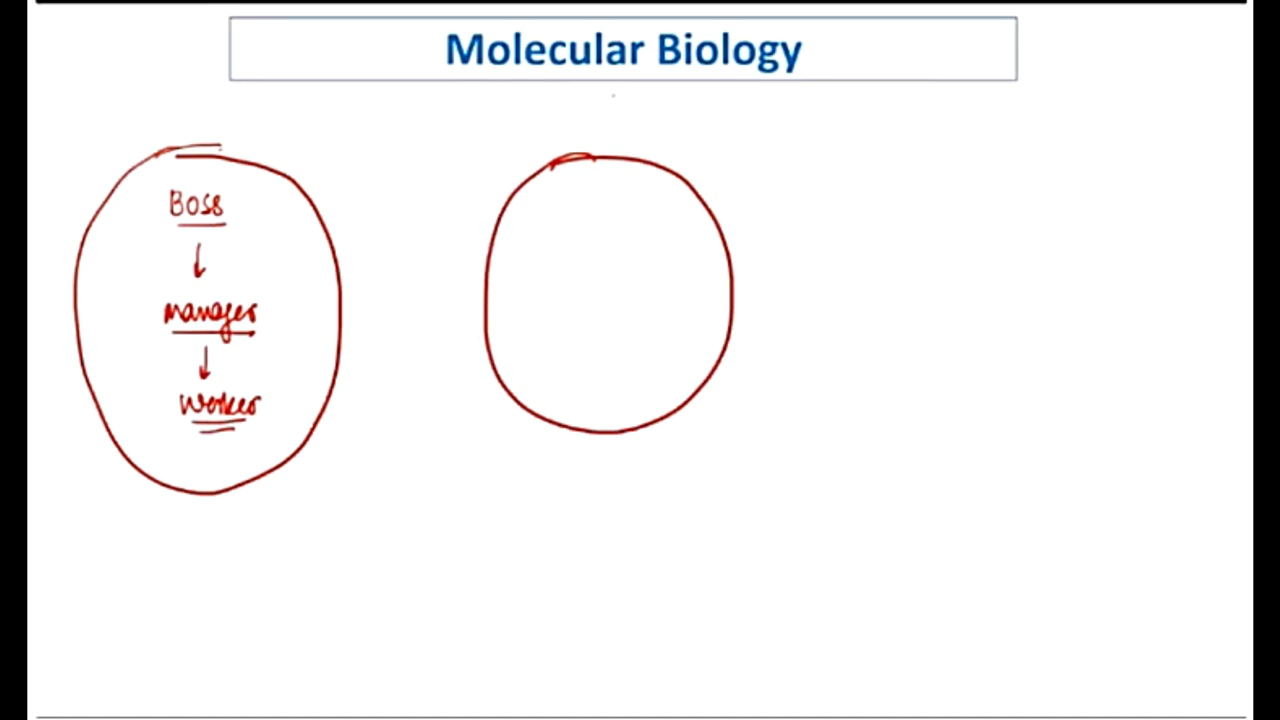 Molecular Biology
Boss
↓
Manager
↓
Worker